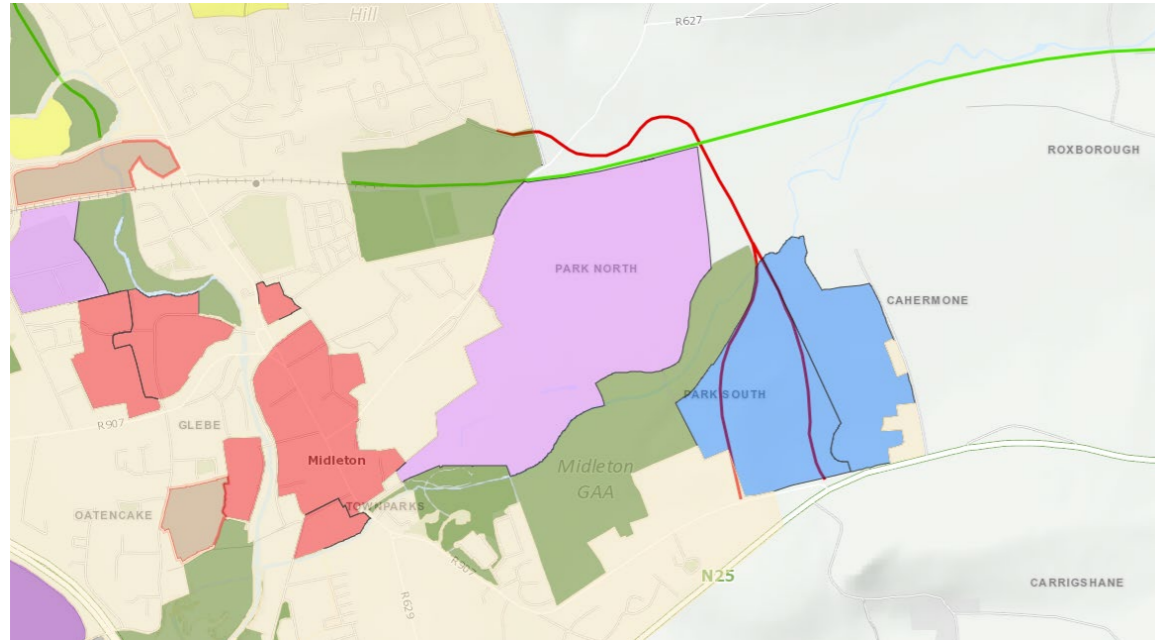 Hill
R627
ROXBOROUGH
PARK NORTH
CAHERMONE
PARK SOUTH
R907
GLEBE
Midleton
Midleton
GAA
OATENCAKE
TOWNPARKS
R907
N25
CARRIGSHANE
R629